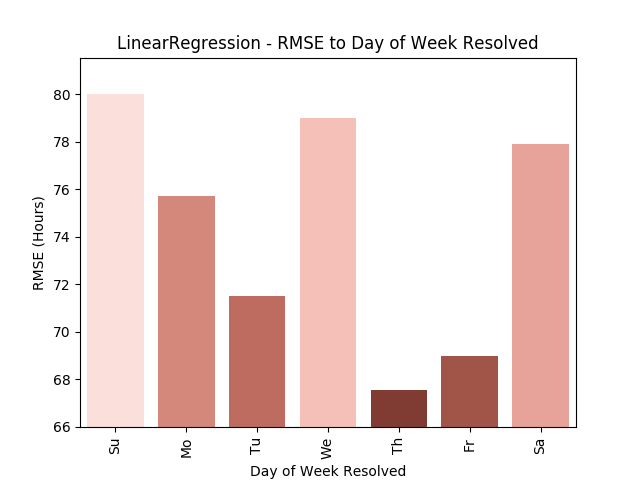 LinearRegression - RMSE to Day of Week Resolved
RMSE (Hours)
80
78
76
74
72
70
68
66
Su
Mo
Tu
We
Th
Fr
Sa
Day of Week Resolved